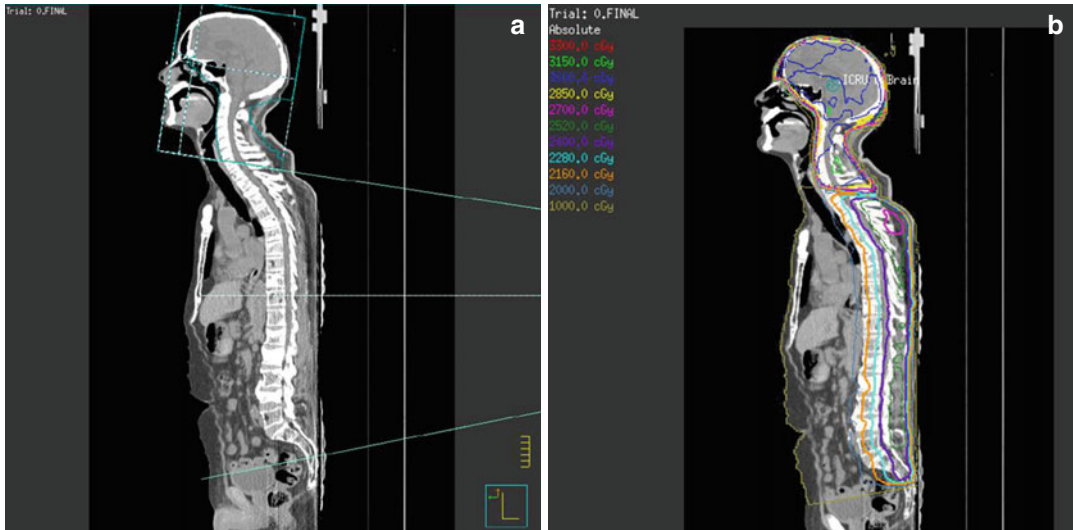 Trial: 0.FINAL
a
Trial: 0.FINAL
b
Absolute
3300.0 cGy
3150.0 cGy
3000.0 cGy
2850.0 cGy
2700.0 cGy
2520.0 cGy
2400.0 cGy
2280.0 cGy
2160.0 cGy
2000.0 cGy
1000.0 cGy
ICRU
Brain